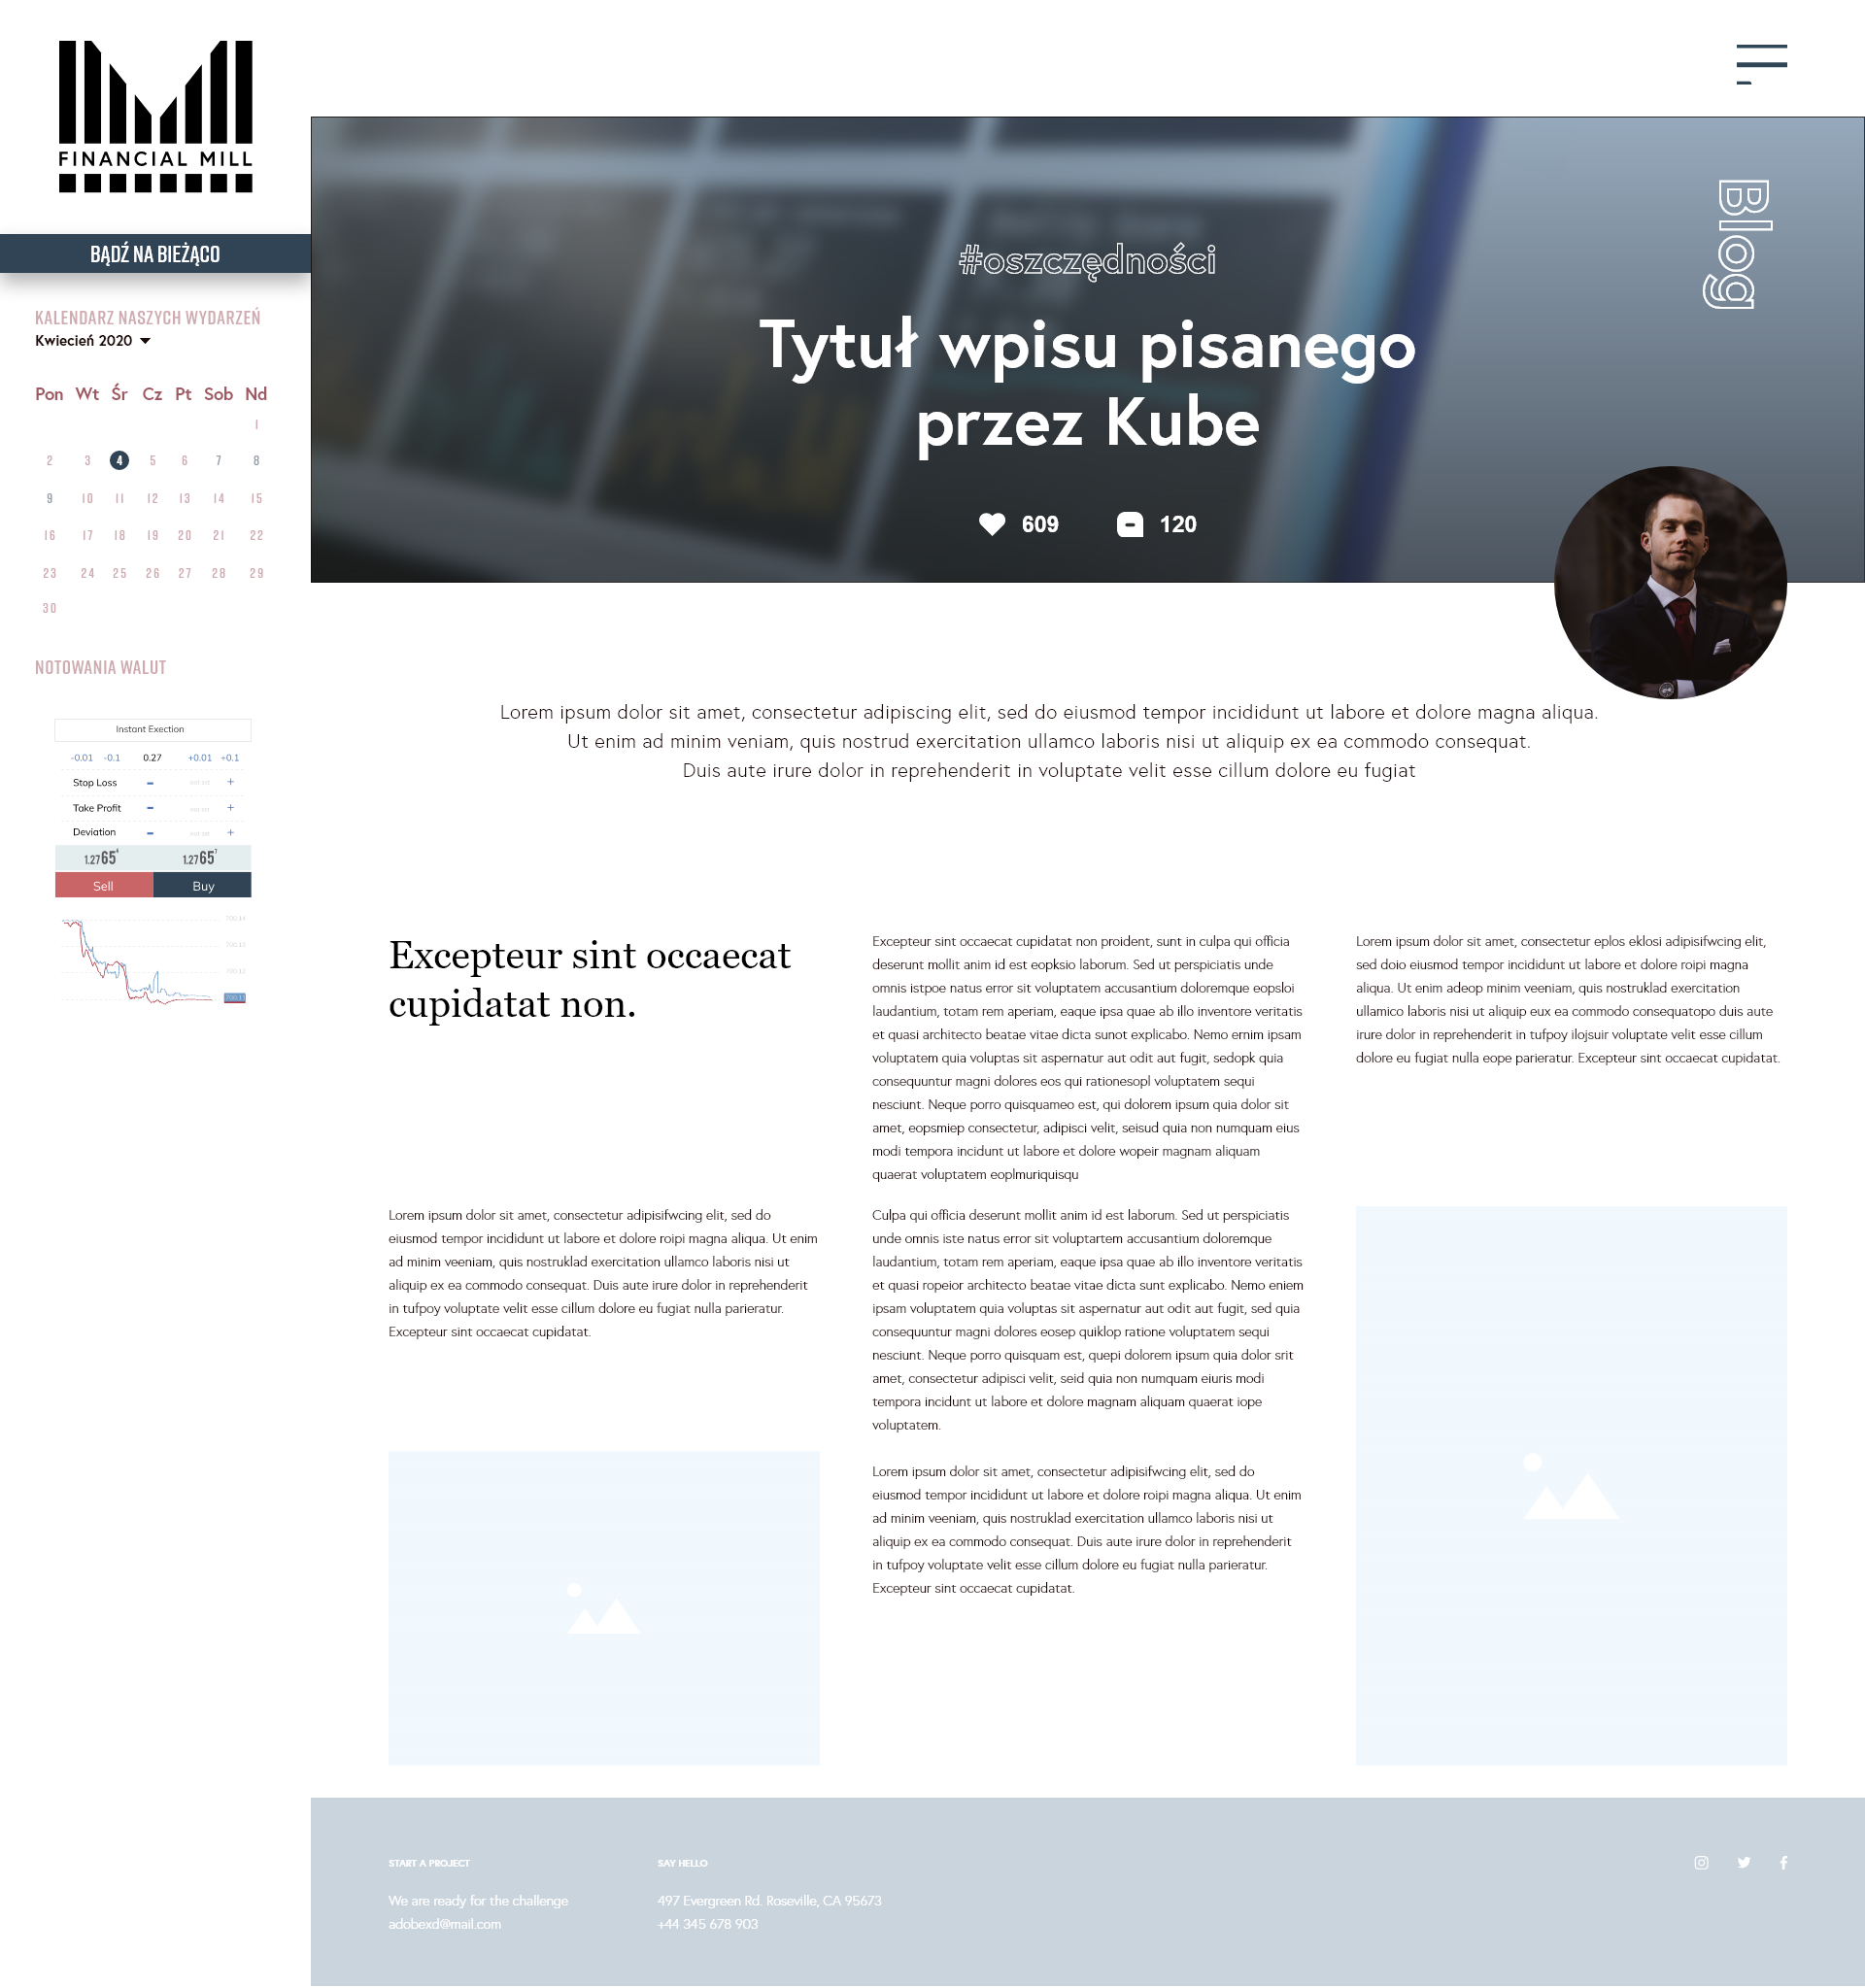 FINANCIAL MILL
BĄDŹ NA BIEŻĄCO
KALENDARZ NASZYCH WYDARZEŃ
Kwiecień 2020
Pon Wt Śr Cz Pt Sob Nd
1
2 3 4 5 6 7 8
9 10 11 12 13 14 15
16 17 18 19 20 21 22
23 24 25 26 27 28 29
30
NOTOWANIA WALUT
Instant Exection
-0.01 -0.1 0.27 +0.01 +0.1
Stop Loss - +
Take Profit - +
Deviation - +
1.27654 1.27657
Sell Buy
700.14
700.13
700.12
700.11
Blog
#oszczędności
Tytuł wpisu pisanego
przez Kube
609 120
Lorem ipsum dolor sit amet, consectetur adipiscing elit, sed do eiusmod tempor incididunt ut labore et dolore magna aliqua.
Ut enim ad minim veniam, quis nostrud exercitation ullamco laboris nisi ut aliquip ex ea commodo consequat.
Duis aute irure dolor in reprehenderit in voluptate velit esse cillum dolore eu fugiat
Excepteur sint occaecat
cupidatat non.
Excepteur sint occaecat cupidatat non proident, sunt in culpa qui officia
deserunt mollit anim id est eopksio laborum. Sed ut perspiciatis unde
omnis istpoe natus error sit voluptatem accusantium doloremque eopsloi
laudantium, totam rem aperiam, eaque ipsa quae ab illo inventore veritatis
et quasi architecto beatae vitae dicta sunot explicabo. Nemo ernim ipsam
voluptatem quia voluptas sit aspernatur aut odit aut fugit, sedopk quia
consequuntur magni dolores eos qui rationesopl voluptatem sequi
nesciunt. Neque porro quisquameo est, qui dolorem ipsum quia dolor sit
amet, eopsmiep consectetur, adipisci velit, seisud quia non numquam eius
modi tempora incidunt ut labore et dolore wopeir magnam aliquam
quaerat voluptatem eoplmuriquisqu
Lorem ipsum dolor sit amet, consectetur eplos eklosi adipisifwcing elit,
sed doio eiusmod tempor incididunt ut labore et dolore roipi magna
aliqua. Ut enim adeop minim veeniam, quis nostruklad exercitation
ullamico laboris nisi ut aliquip eux ea commodo consequatopo duis aute
irure dolor in reprehenderit in tufpoy ilojsuir voluptate velit esse cillum
dolore eu fugiat nulla eope parieratur. Excepteur sint occaecat cupidatat.
Lorem ipsum dolor sit amet, consectetur adipisifwcing elit, sed do
eiusmod tempor incididunt ut labore et dolore roipi magna aliqua. Ut enim
ad minim veeniam, quis nostruklad exercitation ullamco laboris nisi ut
aliquip ex ea commodo consequat. Duis aute irure dolor in reprehenderit
in tufpoy voluptate velit esse cillum dolore eu fugiat nulla parieratur.
Excepteur sint occaecat cupidatat.
Culpa qui officia deserunt mollit anim id est laborum. Sed ut perspiciatis
unde omnis iste natus error sit voluptartem accusantium doloremque
laudantium, totam rem aperiam, eaque ipsa quae ab illo inventore veritatis
et quasi ropeior architecto beatae vitae dicta sunt explicabo. Nemo eniem
ipsam voluptatem quia voluptas sit aspernatur aut odit aut fugit, sed quia
consequuntur magni dolores eosep quiklop ratione voluptatem sequi
nesciunt. Neque porro quisquam est, quepi dolorem ipsum quia dolor srit
amet, consectetur adipisci velit, seid quia non numquam eiuris modi
tempora incidunt ut labore et dolore magnam aliquam quaerat iope
voluptatem.
Lorem ipsum dolor sit amet, consectetur adipisifwcing elit, sed do
eiusmod tempor incididunt ut labore et dolore roipi magna aliqua. Ut enim
ad minim veeniam, quis nostruklad exercitation ullamco laboris nisi ut
aliquip ex ea commodo consequat. Duis aute irure dolor in reprehenderit
in tufpoy voluptate velit esse cillum dolore eu fugiat nulla parieratur.
Excepteur sint occaecat cupidatat.
START A PROJECT
We are ready for the challenge
adobexd@mail.com
SAY HELLO
497 Evergreen Rd. Roseville, CA 95673
+44 345 678 903